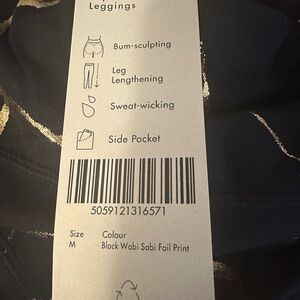 Leggings
Bum-sculpting
Leg
Lengthening
Sweat-wicking
Side Pocket
5059121316571
Size Colour
M Black Wabi Sabi Foil Print